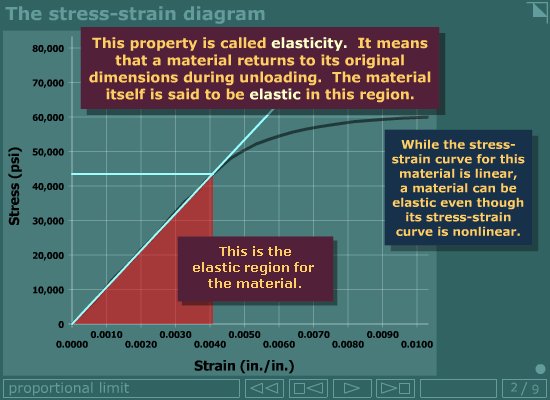 The stress-strain diagram
This property is called elasticity.  It means
that a material returns to its original
dimensions during unloading.  The material
itself is said to be elastic in this region.
80,000
70,000
60,000
50,000
40,000
30,000
20,000
10,000
0
Stress (psi)
While the stress-
strain curve for this
material is linear,
a material can be
elastic even though
its stress-strain
curve is nonlinear.
This is the
elastic region for
the material.
0.0010 0.0030 0.0050 0.0070 0.0090
0.0000 0.0020 0.0040 0.0060 0.0080 0.0100
Strain (in./in.)
proportional limit
2 / 9